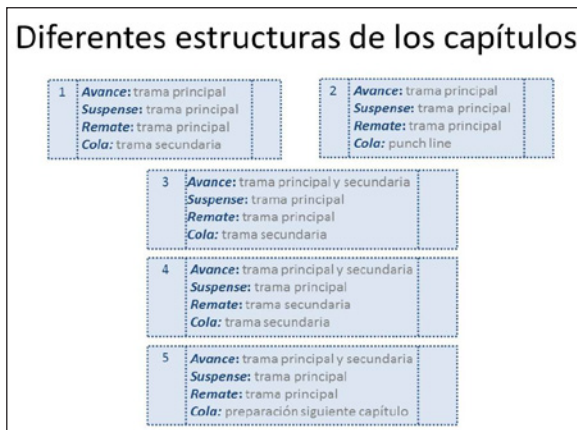 Diferentes estructuras de los capítulos
1 Avance: trama principal
Suspense: trama principal
Remate: trama principal
Cola: trama secundaria
2 Avance: trama principal
Suspense: trama principal
Remate: trama principal
Cola: punch line
3 Avance: trama principal y secundaria
Suspense: trama principal
Remate: trama principal
Cola: trama secundaria
4 Avance: trama principal y secundaria
Suspense: trama principal
Remate: trama secundaria
Cola: trama secundaria
5 Avance: trama principal y secundaria
Suspense: trama principal
Remate: trama principal
Cola: preparación siguiente capítulo